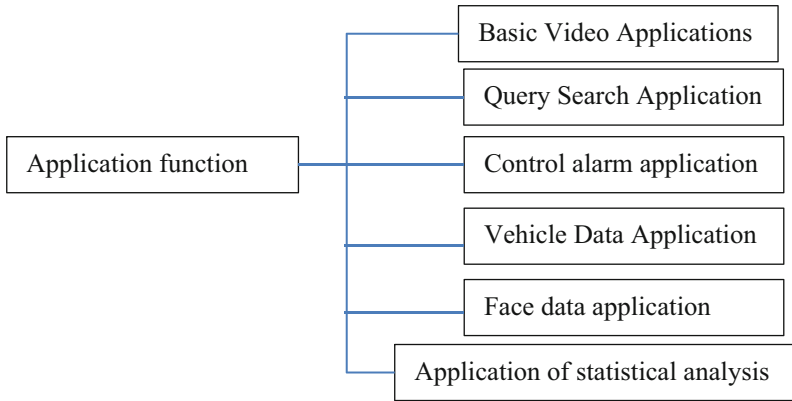 Basic Video Applications
Query Search Application
Application function
Control alarm application
Vehicle Data Application
Face data application
Application of statistical analysis